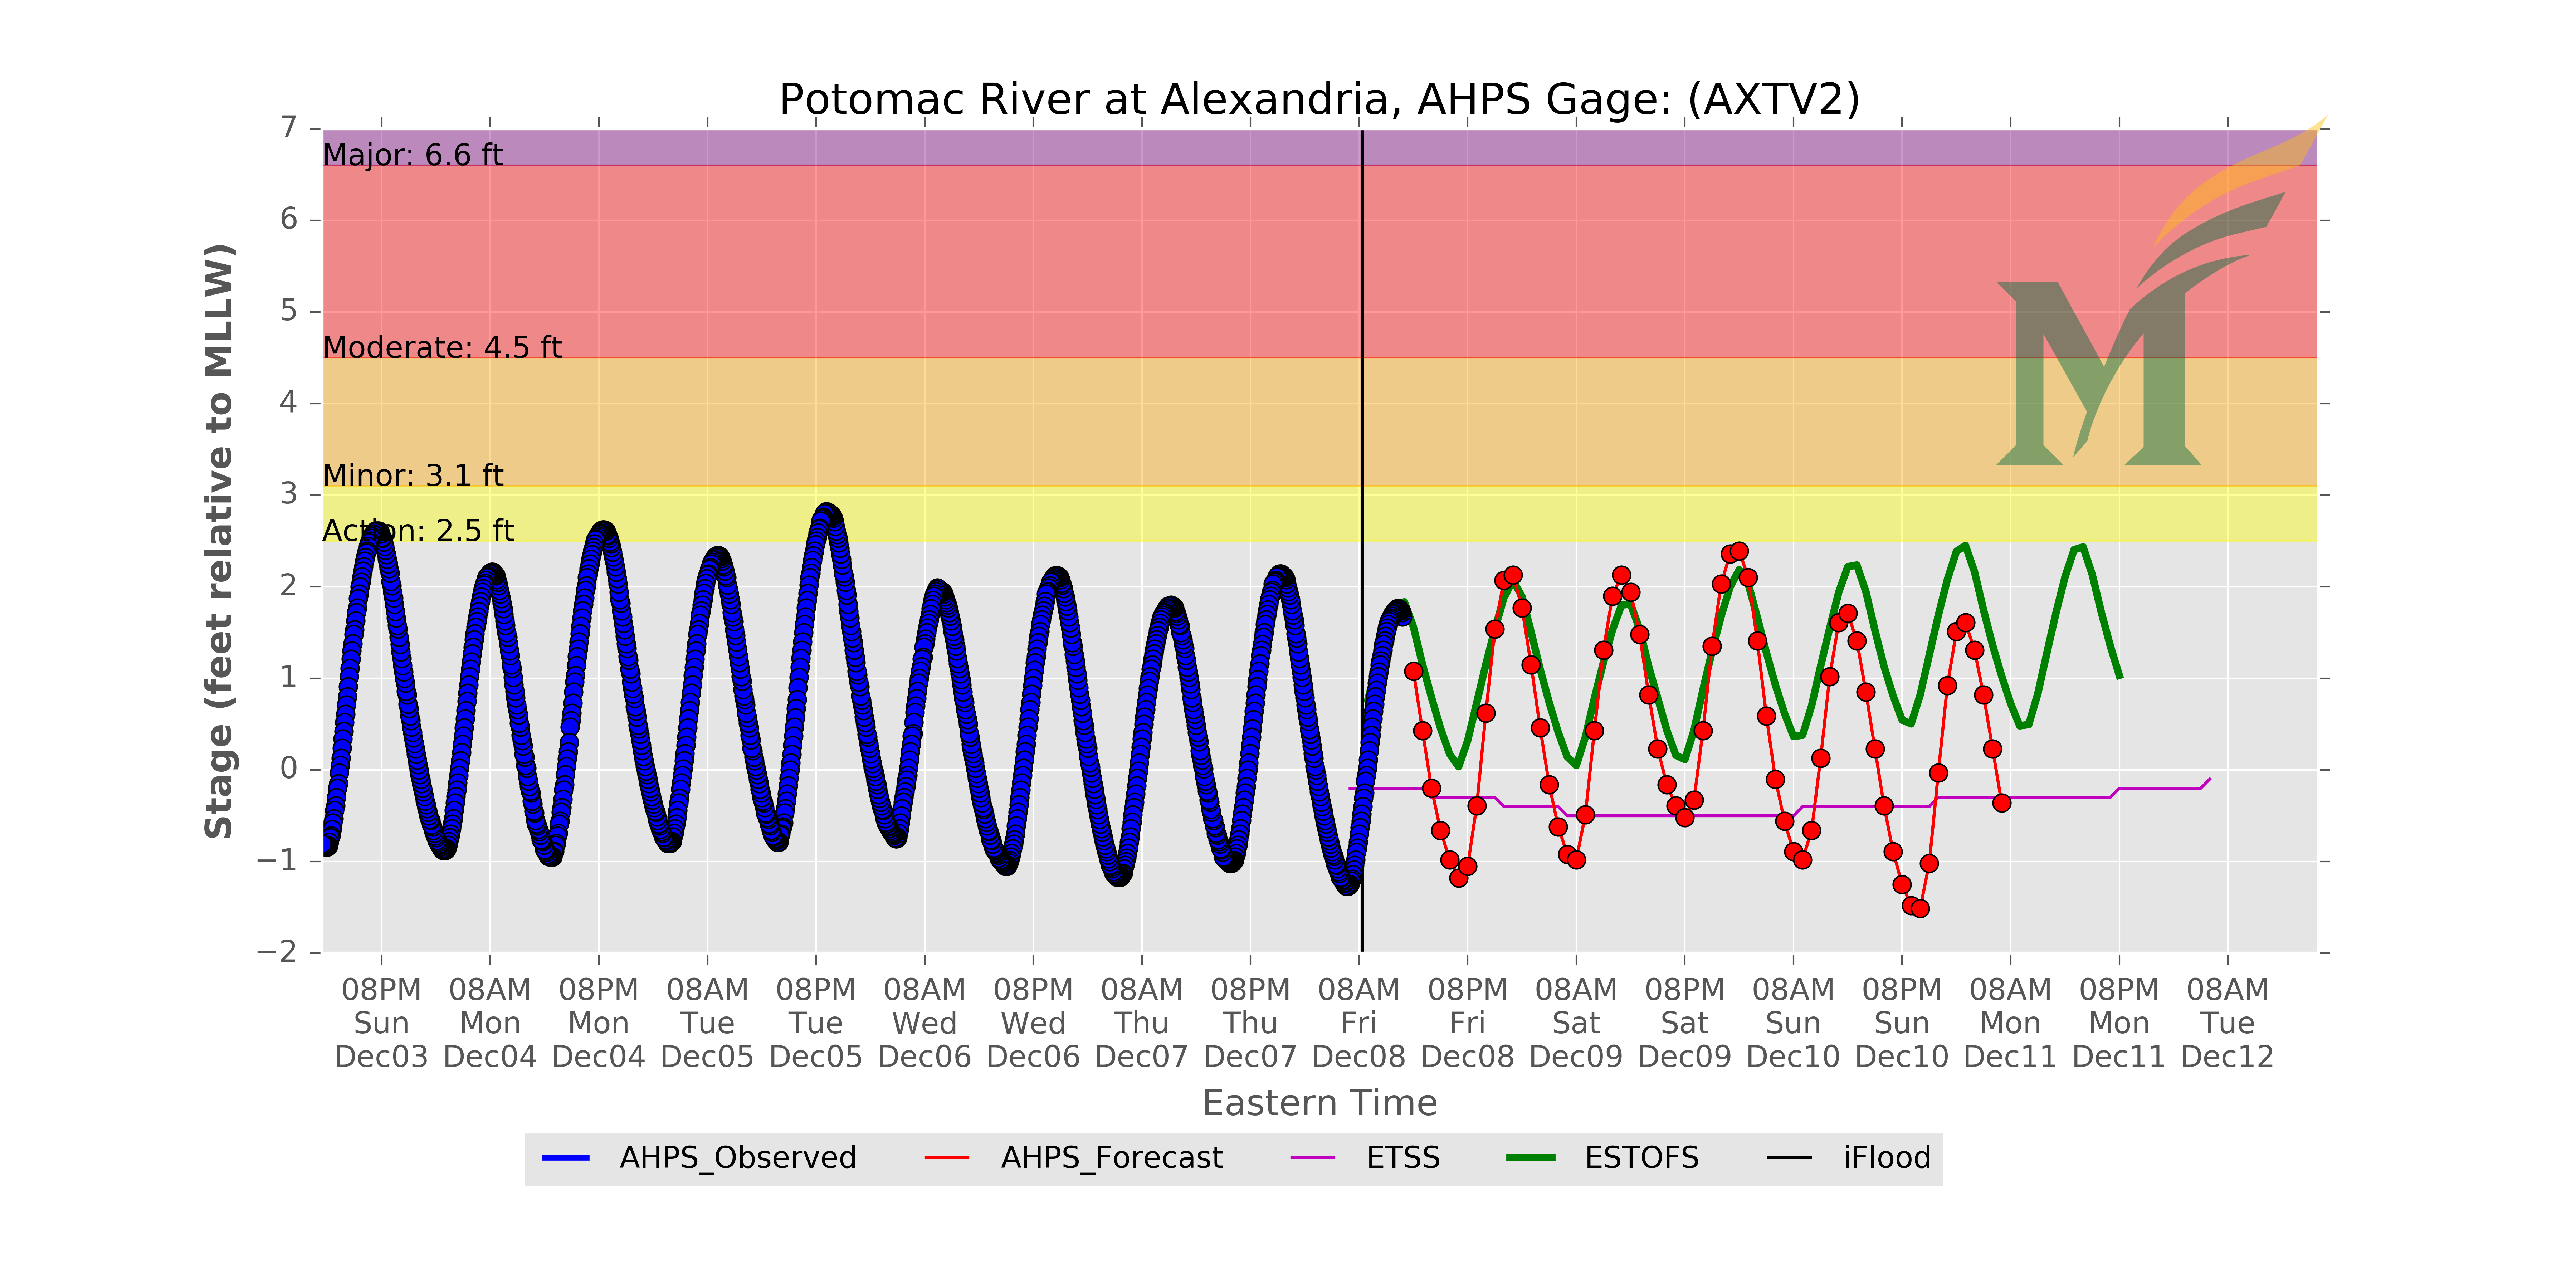 Potomac River at Alexandria, AHPS Gage: (AXTV2)
7
6
5
4
3
2
1
0
−1
−2
Stage (feet relative to MLLW)
Major: 6.6 ft
Moderate: 4.5 ft
Minor: 3.1 ft
Action: 2.5 ft
08PM 08AM 08PM 08AM 08PM 08AM 08PM 08AM 08PM 08AM 08PM 08AM 08PM 08AM 08PM 08AM 08PM 08AM
Sun Mon Mon Tue Tue Wed Wed Thu Thu Fri Fri Sat Sat Sun Sun Mon Mon Tue
Dec03 Dec04 Dec04 Dec05 Dec05 Dec06 Dec06 Dec07 Dec07 Dec08 Dec08 Dec09 Dec09 Dec10 Dec10 Dec11 Dec11 Dec12
Eastern Time
AHPS_Observed AHPS_Forecast ETSS ESTOFS iFlood